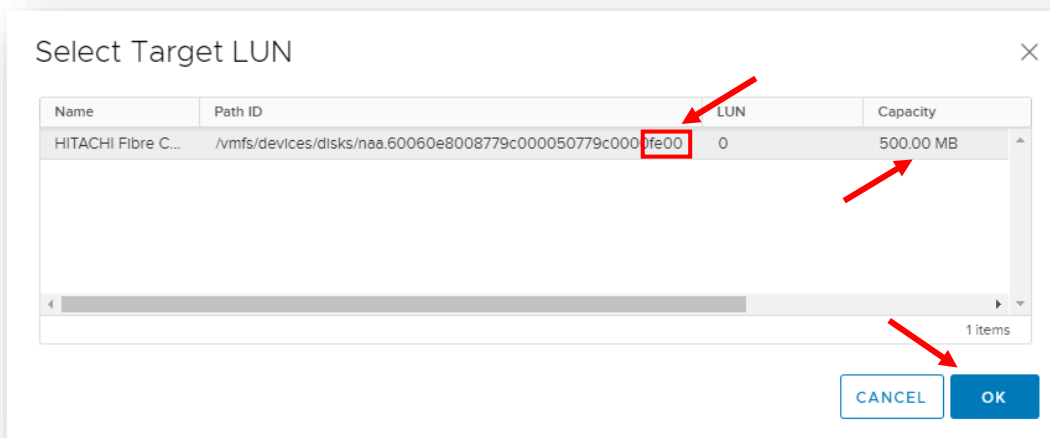 Select Target LUN
Name Path ID LUN Capacity
HITACHI Fibre C... /vmfs/devices/disks/naa.60060e8008779c000050779c0000fe00 0 500.00 MB
1 items
CANCEL OK